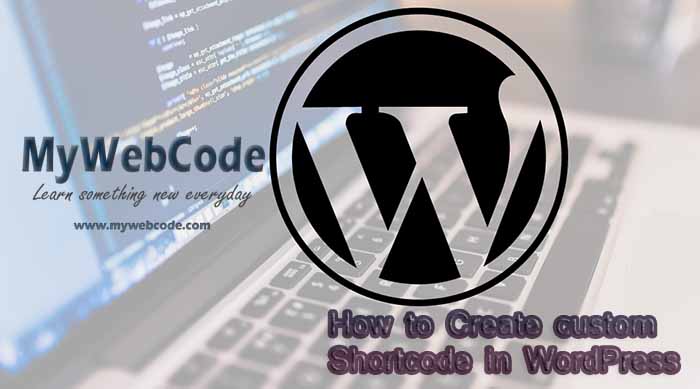 MyWebCode
Learn something new everyday
www.mywebcode.com
How to Create custom
Shortcode in WordPress